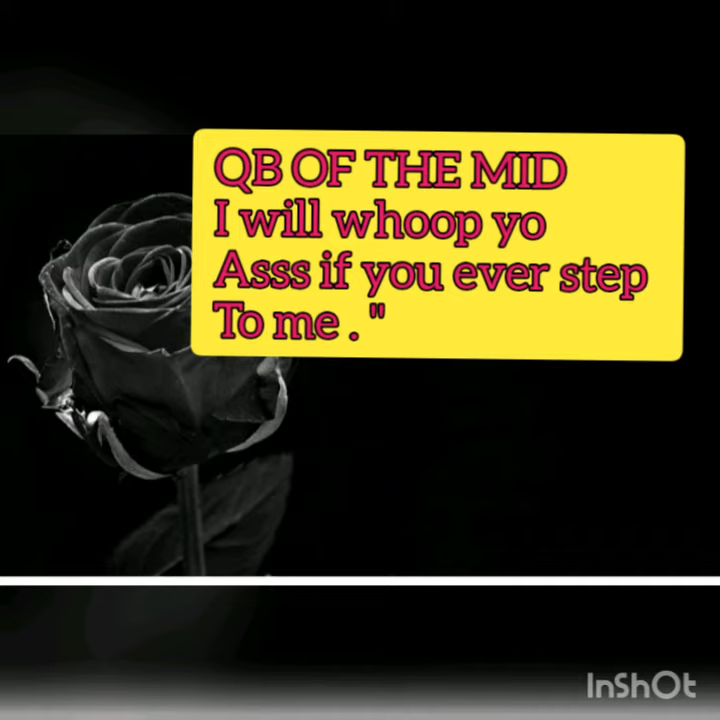 QB OF THE MID
I will whoop yo
Asss if you ever step
To me . "
InShOt